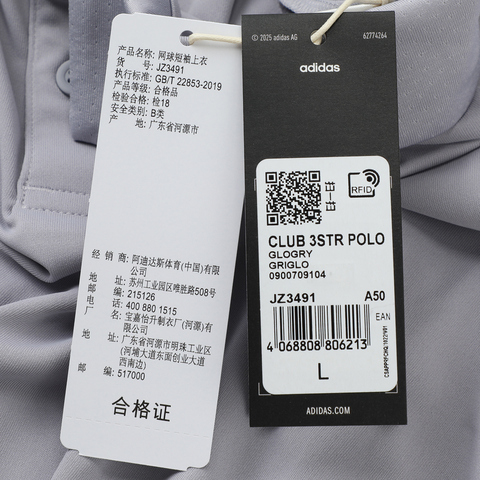 产品名称: 网球短袖上衣
货 号: JZ3491
执行标准: GB/T 22853-2019
产品等级: 合格品
检验合格: 检18
安全类别: B类
产 地: 广东省河源市
经 销 商: 阿迪达斯体育(中国)有限
公司
地 址: 苏州工业园区唯胜路508号
邮 编: 215126
电 话: 400 880 1515
厂 名: 宝嘉怡升制衣厂(河源)有
限公司
地 址: 广东省河源市明珠工业区
(河埔大道东面创业大道
西南边)
邮 编: 517000
合格证
© 2025 adidas AG
62774264
adidas
RFID
CLUB 3STR POLO
GLOGRY
GRIGLO
0900709104
JZ3491 A50
EAN
4 068808 806213
L
ADIDAS.COM